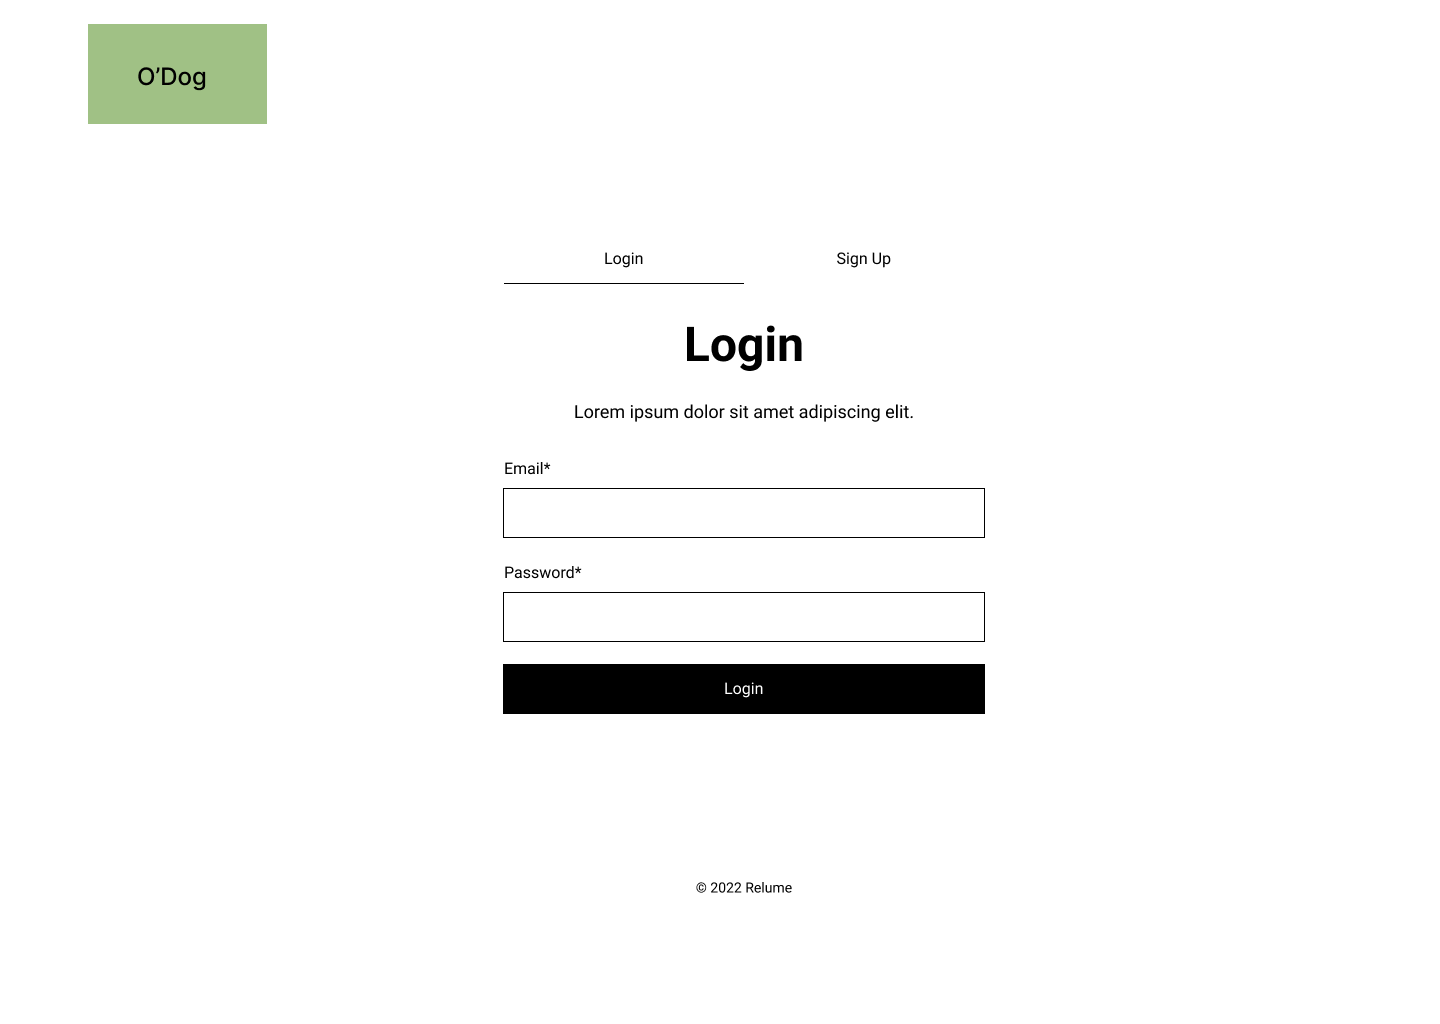 O’Dog
Login Sign Up
Login
Lorem ipsum dolor sit amet adipiscing elit.
Email*
Password*
Login
© 2022 Relume